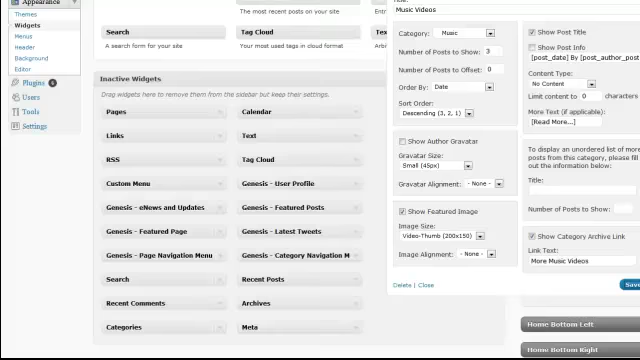 Appearance
Themes
Widgets
Menus
Header
Background
Editor
Plugins
Users
Tools
Settings
The most recent posts on your site
Search
Tag Cloud
Text
A search form for your site
Your most used tags in cloud format
Inactive Widgets
Drag widgets here to remove them from the sidebar but keep their settings.
Pages
Calendar
Links
Text
RSS
Tag Cloud
Custom Menu
Genesis - User Profile
Genesis - eNews and Updates
Genesis - Featured Posts
Genesis - Featured Page
Genesis - Latest Tweets
Genesis - Page Navigation Menu
Genesis - Category Navigation M
Search
Recent Posts
Recent Comments
Archives
Categories
Meta
Music Videos
Category: Music
Number of Posts to Show: 3
Number of Posts to Offset: 0
Order By: Date
Sort Order:
Descending (3, 2, 1)
Show Author Gravatar
Gravatar Size:
Small (45px)
Gravatar Alignment: - None -
Show Featured Image
Image Size:
Video-Thumb (200x150)
Image Alignment: - None -
Delete | Close
Show Post Title
Show Post Info
[post_date] By [post_author_post
Content Type:
No Content
Limit content to 0 characters
More Text (if applicable):
[Read More...]
To display an unordered list of more
posts from this category, please fill
out the information below:
Title:
Number of Posts to Show:
Show Category Archive Link
Link Text:
More Music Videos
Save
Home Bottom Left
Home Bottom Right